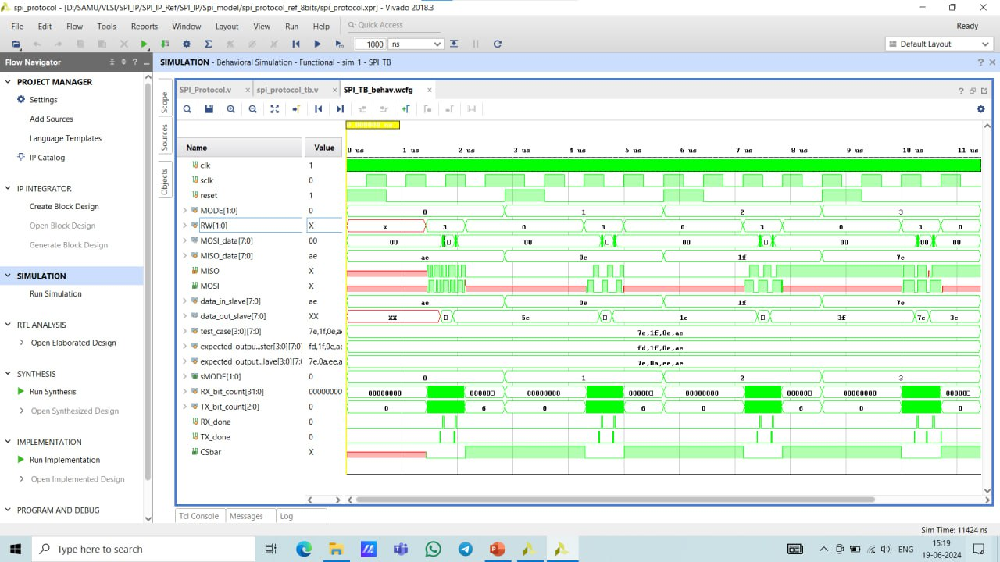 spi_protocol - [D:/SAMU/VLSI/SPI_IP/SPI_IP_Ref/SPI_IP/Spi_model/spi_protocol_ref_8bits/spi_protocol.xpr] - Vivado 2018.3
File Edit Flow Tools Reports Window Layout View Run Help Quick Access Ready
1000 ns Default Layout
Flow Navigator
SIMULATION - Behavioral Simulation - Functional - sim_1 - SPI_TB
PROJECT MANAGER
Settings
Add Sources
Language Templates
IP Catalog
IP INTEGRATOR
Create Block Design
Open Block Design
Generate Block Design
SIMULATION
Run Simulation
RTL ANALYSIS
Open Elaborated Design
SYNTHESIS
Run Synthesis
Open Synthesized Design
IMPLEMENTATION
Run Implementation
Open Implemented Design
PROGRAM AND DEBUG
Scope
Sources
Objects
SPI_Protocol.v spi_protocol_tb.v SPI_TB_behav.wcfg
Name Value 0 us 1 us 2 us 3 us 4 us 5 us 6 us 7 us 8 us 9 us 10 us 11 us
clk 1
sclk 0
reset 1
MODE[1:0] 0 0 1 2 3
RW[1:0] X X 3 0 3 0 3 0 3 0
MOSI_data[7:0] 00 00 00 00 00 00 00
MISO_data[7:0] ae ae 0e 1f 7e
MISO X
MOSI X
data_in_slave[7:0] ae ae 0e 1f 7e
data_out_slave[7:0] XX XX 5e 1e 3f 7e 3e
test_case[3:0][7:0] 7e,1f,0e,ae 7e,1f,0e,ae
expected_outpu...ster[3:0][7:0] fd,1f,0e,ae fd,1f,0e,ae
expected_output...lave[3:0][7:0] 7e,0a,ee,a 7e,0a,ee,ae
sMODE[1:0] 0 0 1 2 3
RX_bit_count[31:0] 00000000 00000000 00000 00000000 00000 00000000 00000 00000000 00000
TX_bit_count[2:0] 0 0 6 0 6 0 6 0 0
RX_done 0
TX_done 0
CSbar X
Tcl Console Messages Log
Sim Time: 11424 ns
Type here to search
ENG
15:19
19-06-2024